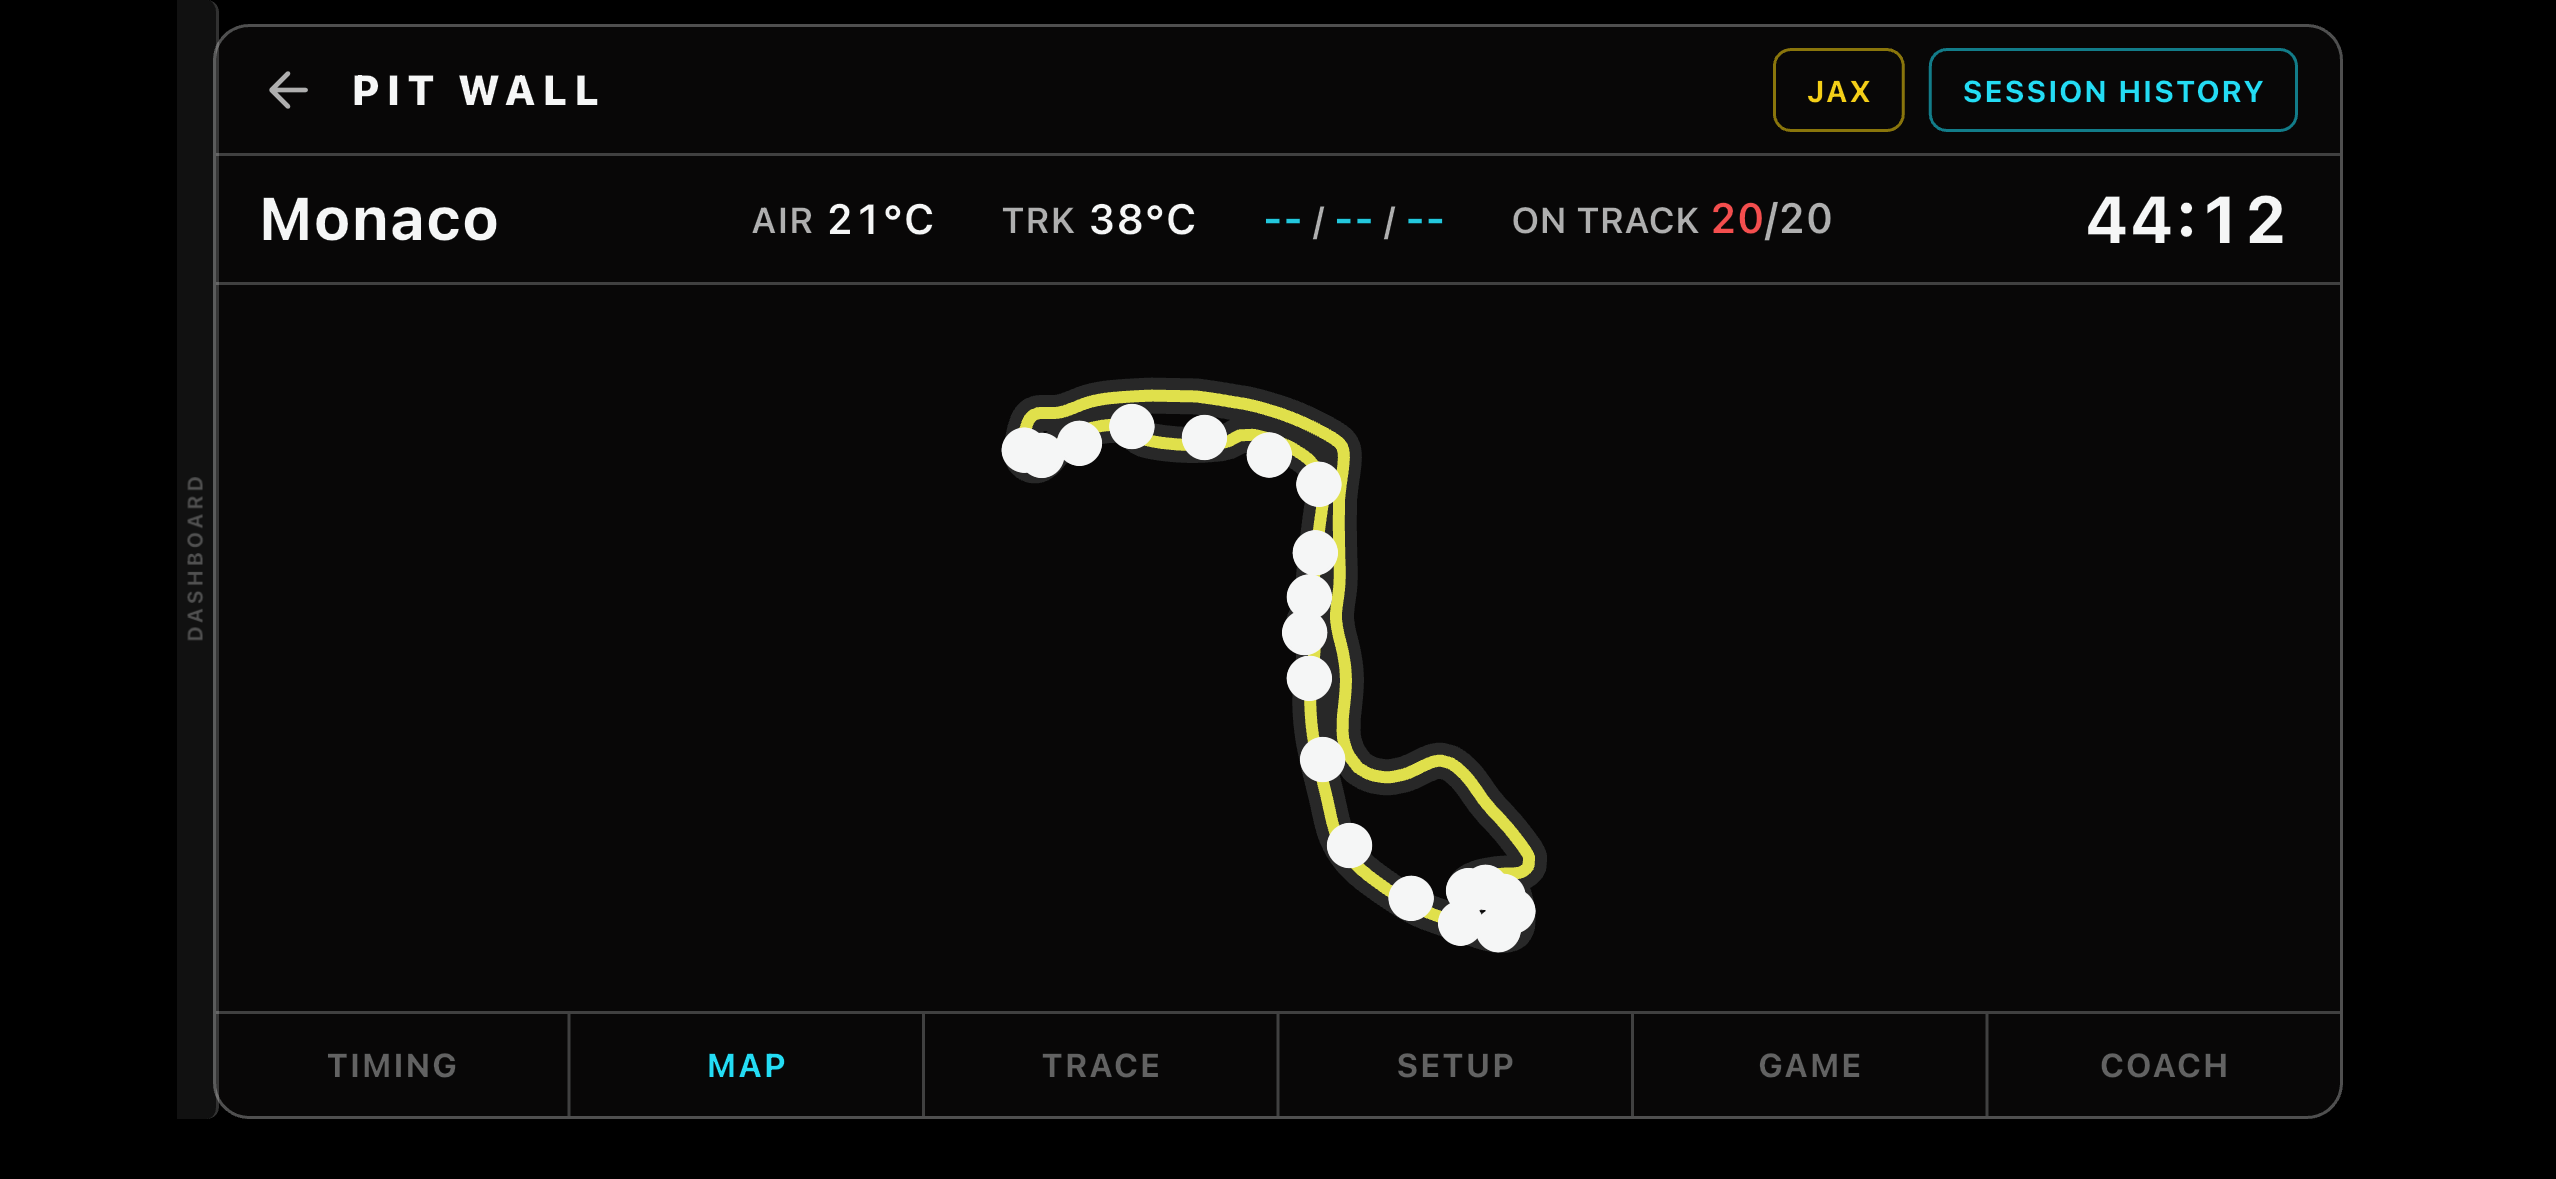 PIT WALL
JAX
SESSION HISTORY
Monaco
AIR 21°C
TRK 38°C
-- / -- / --
ON TRACK 20/20
44:12
DASHBOARD
TIMING
MAP
TRACE
SETUP
GAME
COACH